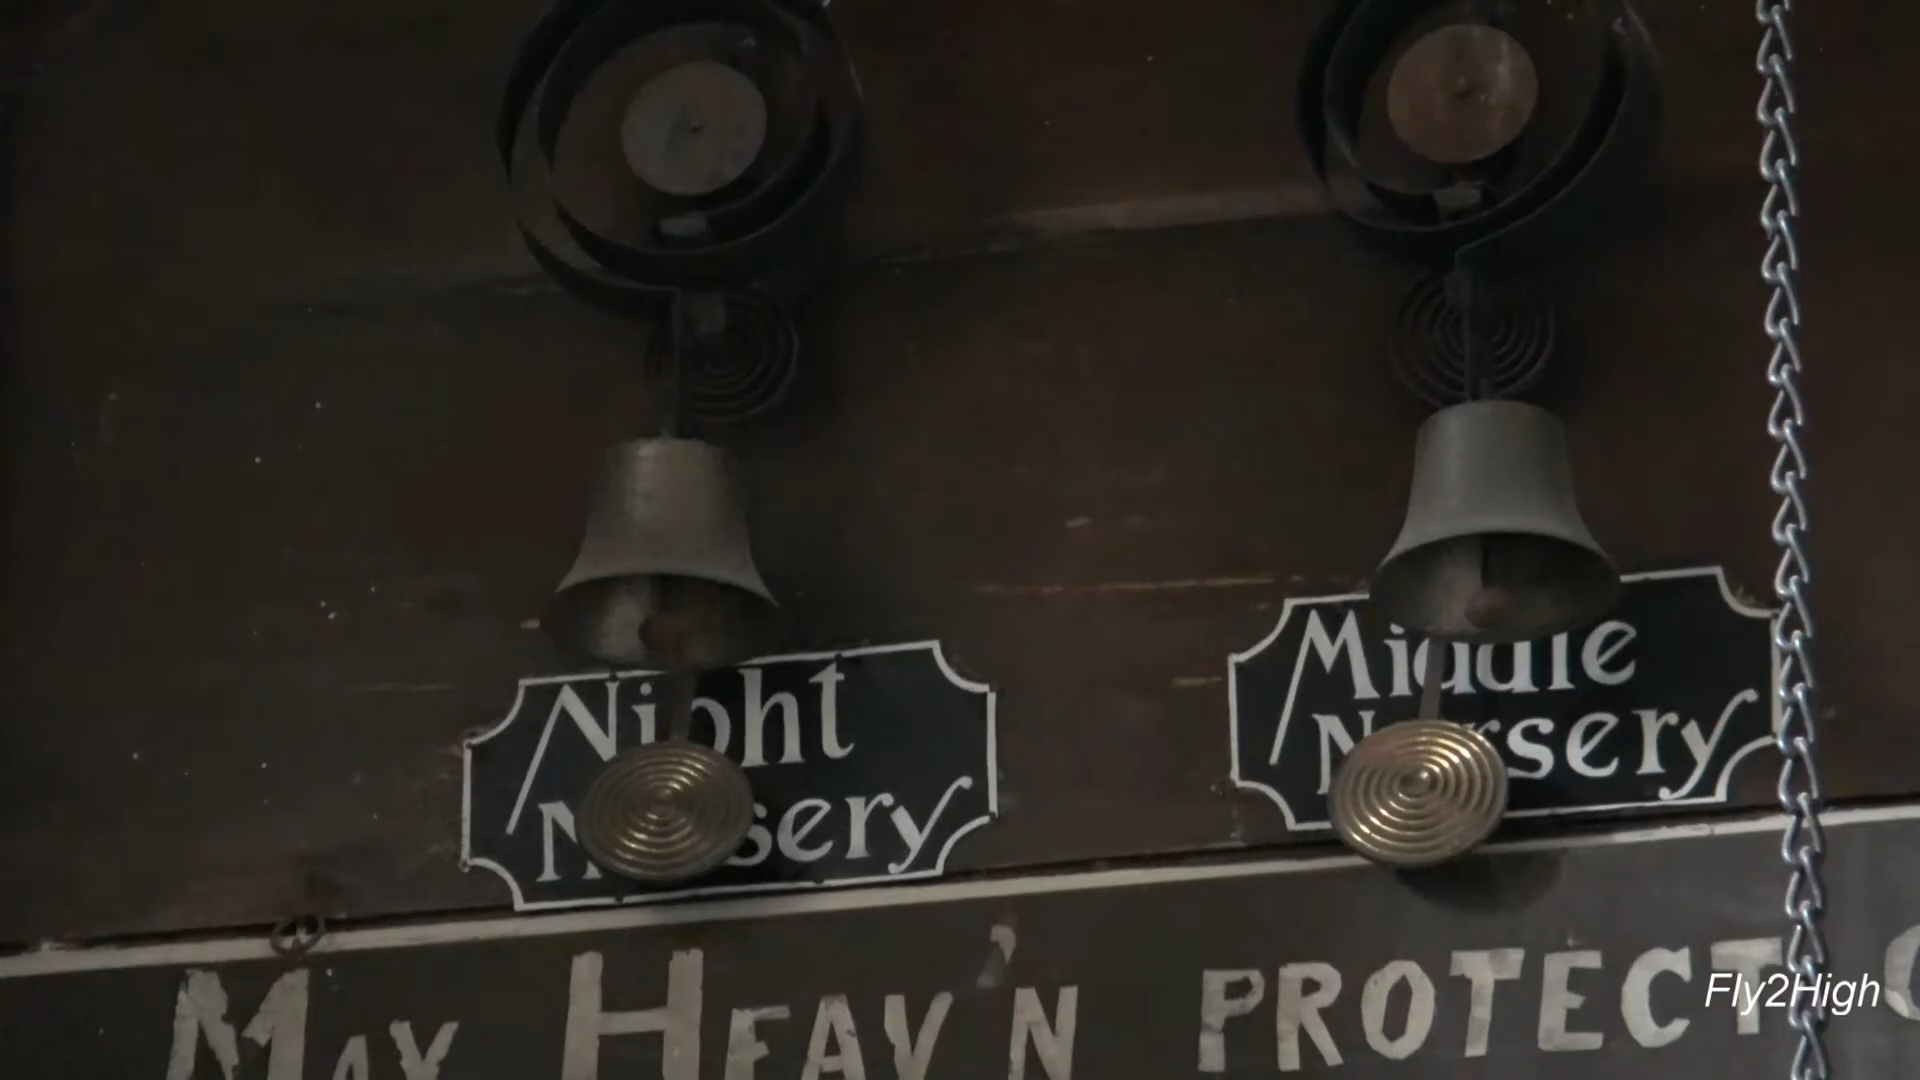 Night
Nursery
Middle
Nursery
MAY HEAV'N PROTECT
Fly2High